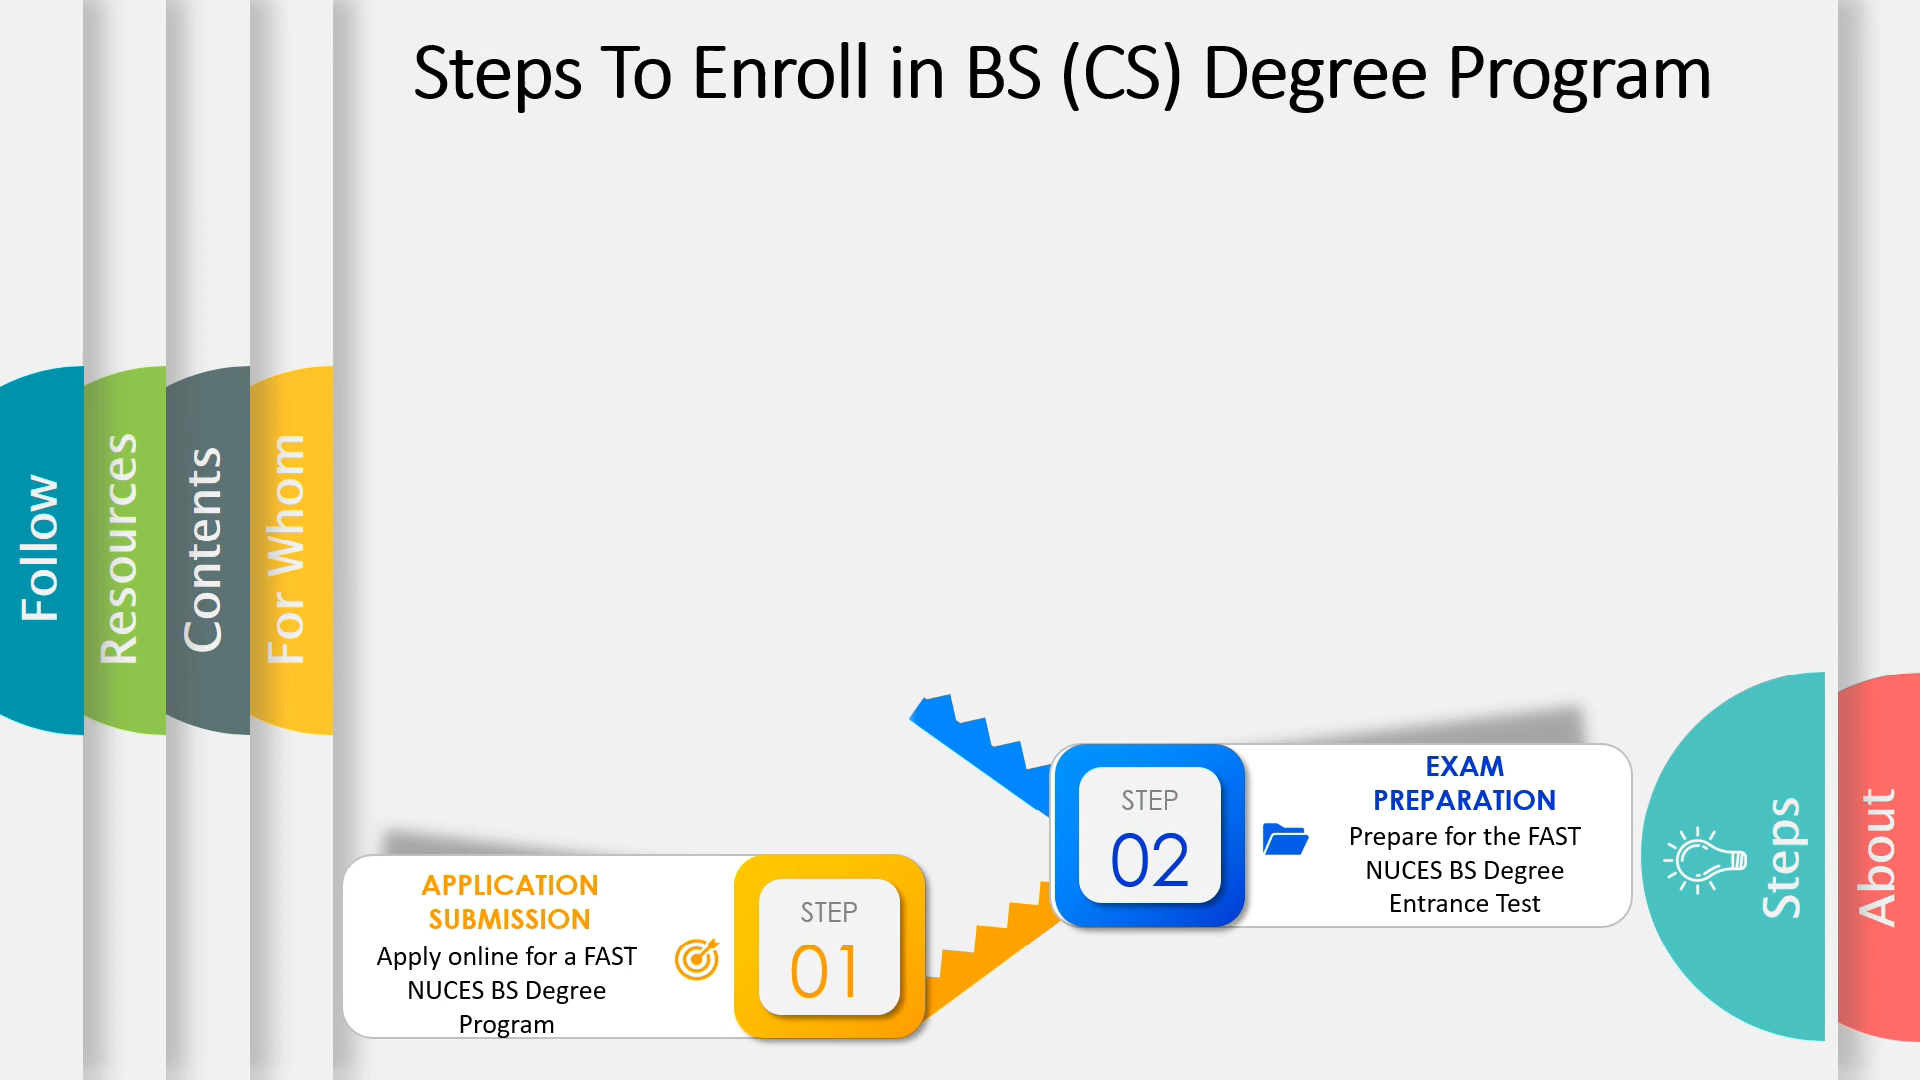 Steps To Enroll in BS (CS) Degree Program
Follow
Resources
Contents
For Whom
APPLICATION
SUBMISSION
Apply online for a FAST
NUCES BS Degree
Program
STEP
01
STEP
02
EXAM
PREPARATION
Prepare for the FAST
NUCES BS Degree
Entrance Test
Steps
About